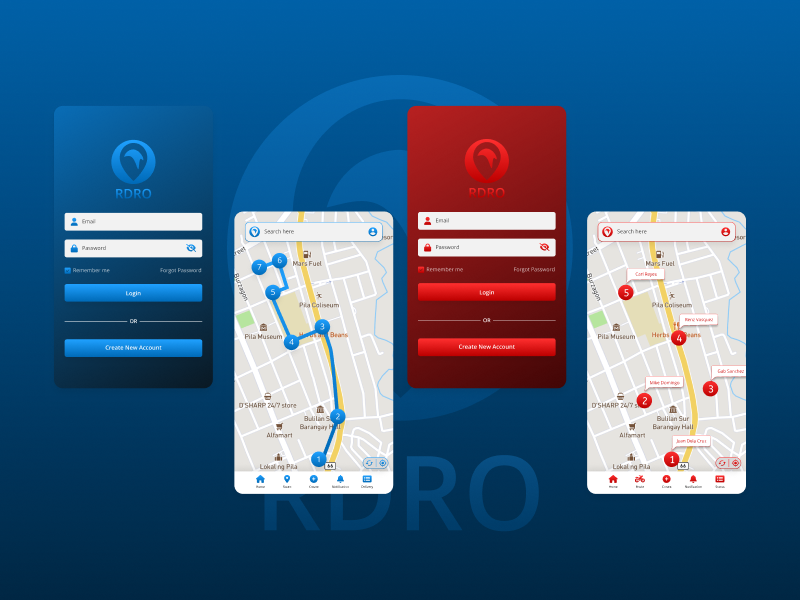 RDRO
Email
Password
Remember me
Forgot Password
Login
OR
Create New Account
Search here
Burzagon
Mars Fuel
7
6
5
Pila Coliseum
3
Herbs and Beans
4
Pila Museum
D'SHARP 24/7 store
2
Bulilan Sur
Barangay Hall
Alfamart
1
66
Lokal ng Pila
Home
Route
Create
Notification
Delivery
RDRO
Email
Password
Remember me
Forgot Password
Login
OR
Create New Account
Search here
Mars Fuel
Carl Reyes
5
Pila Coliseum
Renz Vasquez
4
Pila Museum
Gab Sanchez
3
Mike Domingo
2
D'SHARP 24/7
Bulilan Sur
Barangay Hall
Alfamart
Juan Dela Cruz
1
66
Lokal ng Pila
Home
Create
Notification
Status
RDRO